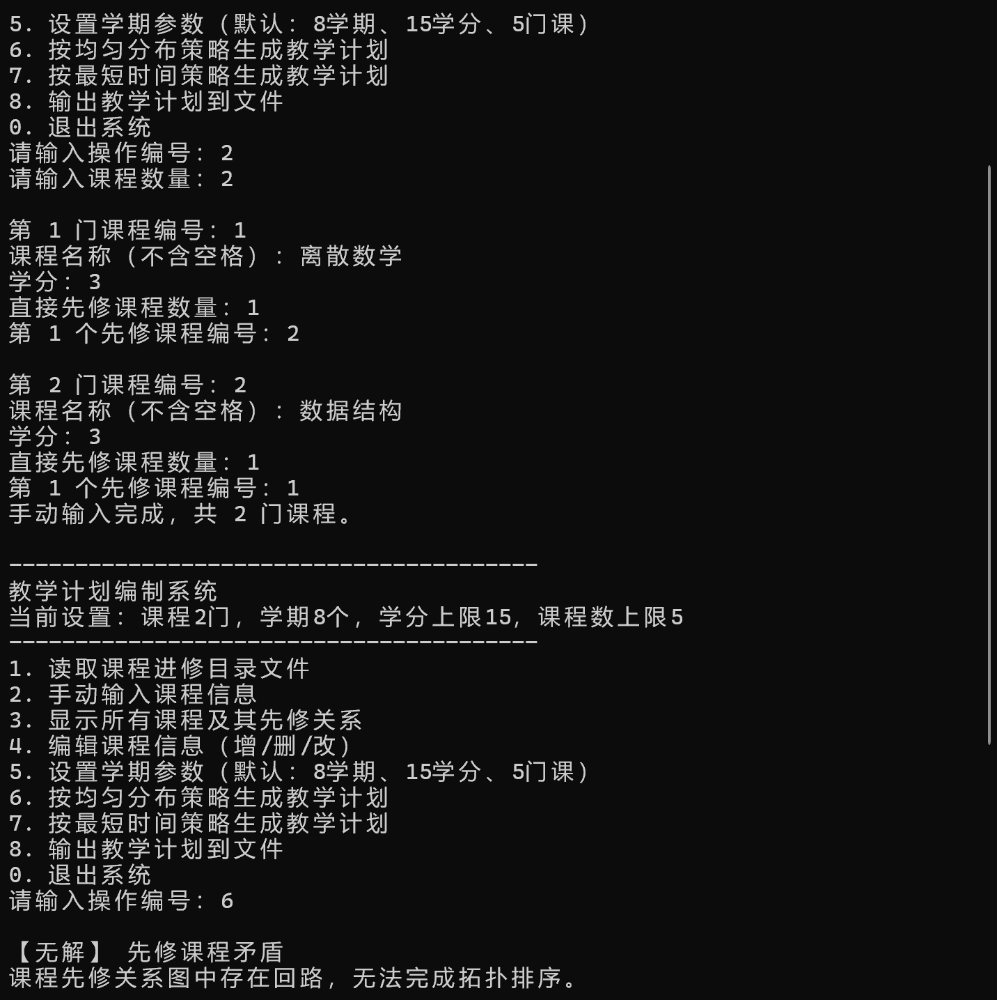 5. 设置学期参数（默认: 8学期、15学分、5门课）
6. 按均匀分布策略生成教学计划
7. 按最短时间策略生成教学计划
8. 输出教学计划到文件
0. 退出系统
请输入操作编号: 2
请输入课程数量: 2
第 1 门课程编号: 1
课程名称（不含空格）: 离散数学
学分: 3
直接先修课程数量: 1
第 1 个先修课程编号: 2
第 2 门课程编号: 2
课程名称（不含空格）: 数据结构
学分: 3
直接先修课程数量: 1
第 1 个先修课程编号: 1
手动输入完成, 共 2 门课程。
----------------------------------------
教学计划编制系统
当前设置: 课程2门, 学期8个, 学分上限15, 课程数上限5
----------------------------------------
1. 读取课程进修目录文件
2. 手动输入课程信息
3. 显示所有课程及其先修关系
4. 编辑课程信息（增/删/改）
5. 设置学期参数（默认: 8学期、15学分、5门课）
6. 按均匀分布策略生成教学计划
7. 按最短时间策略生成教学计划
8. 输出教学计划到文件
0. 退出系统
请输入操作编号: 6
【无解】 先修课程矛盾
课程先修关系图中存在回路, 无法完成拓扑排序。